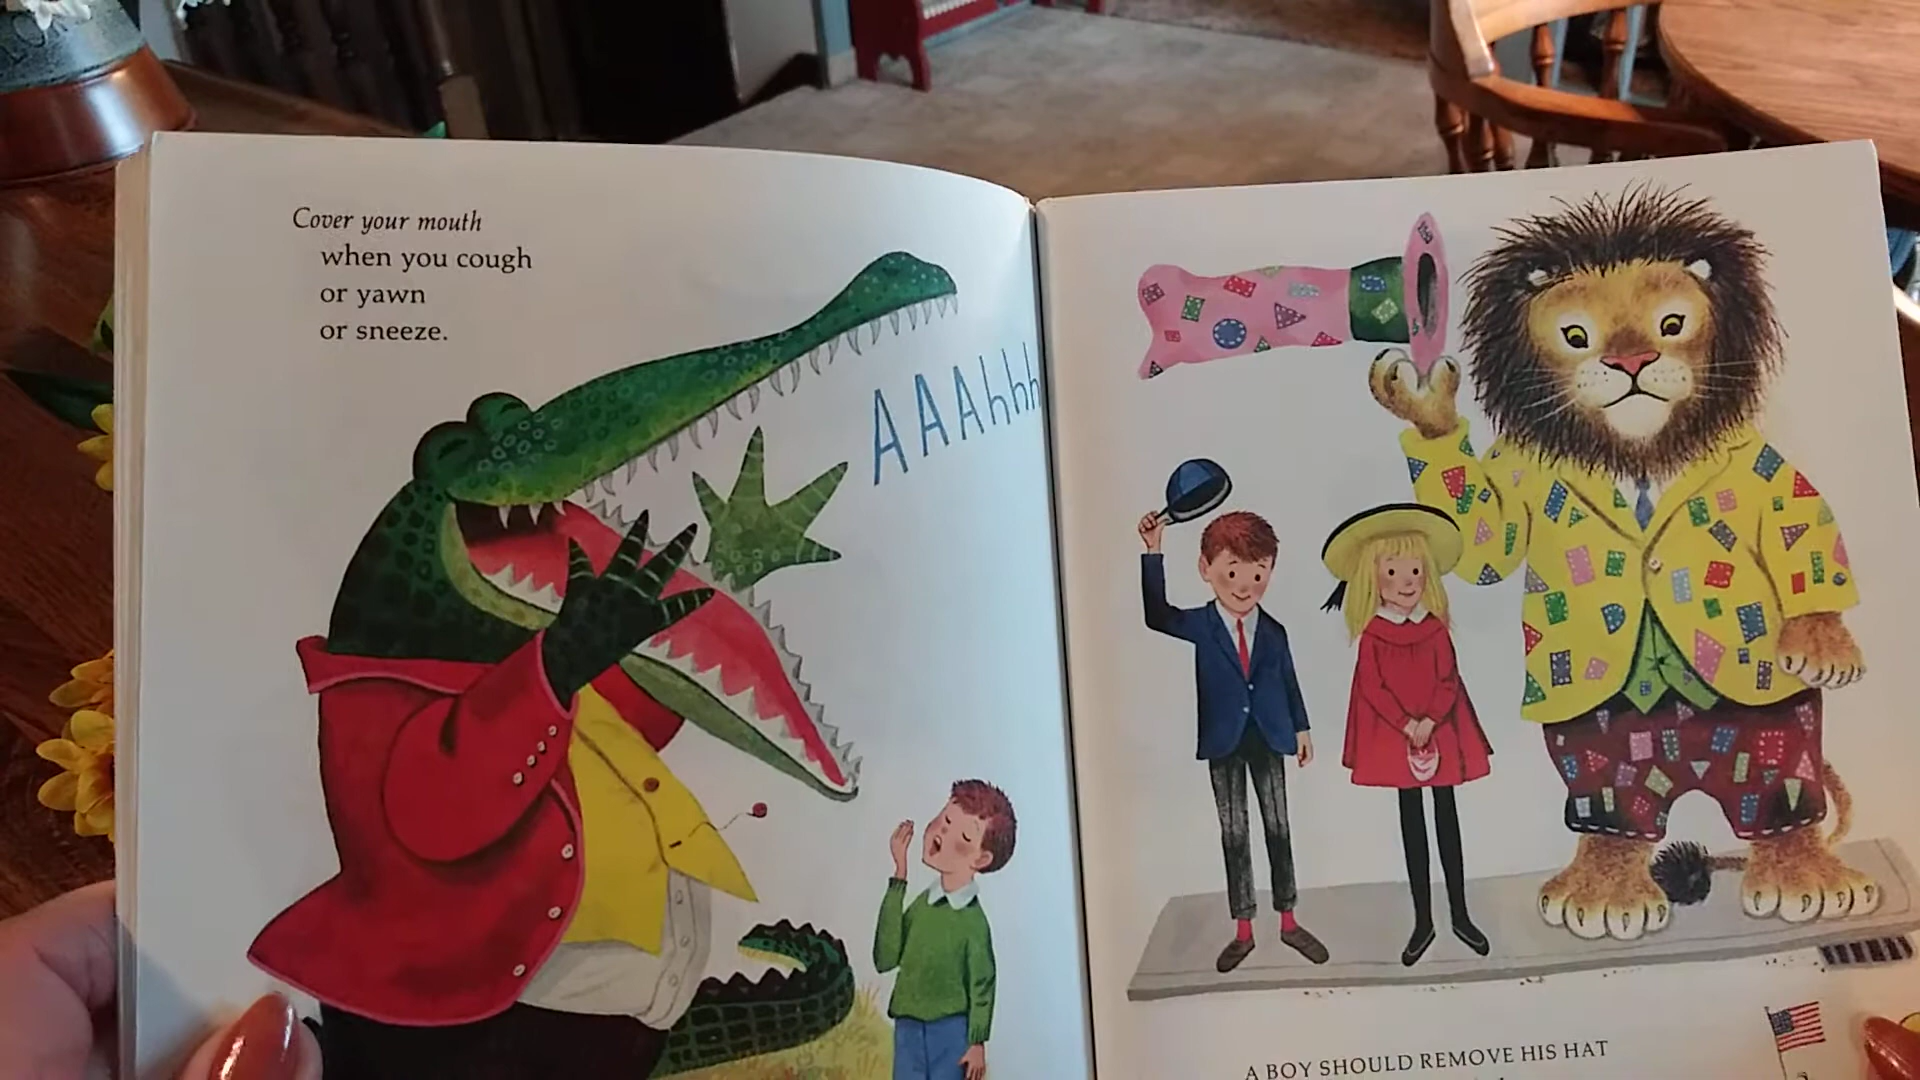 Cover your mouth
when you cough
or yawn
or sneeze.
AAAhhh
A BOY SHOULD REMOVE HIS HAT